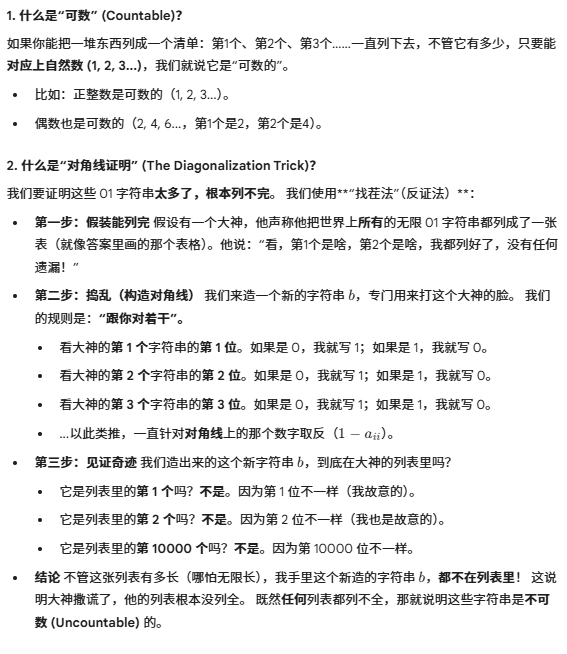 1. 什么是“可数” (Countable)?
如果你能把一堆东西列成一个清单：第1个、第2个、第3个……一直列下去，不管它有多少，只要能
对应上自然数 (1, 2, 3...)，我们就说它是“可数的”。
• 比如：正整数是可数的（1, 2, 3...）。
• 偶数也是可数的（2, 4, 6...，第1个是2，第2个是4）。
2. 什么是“对角线证明” (The Diagonalization Trick)?
我们要证明这些 01 字符串太多了，根本列不完。 我们使用**“找茬法”（反证法）**：
• 第一步：假装能列完 假设有一个大神，他声称他把世界上所有的无限 01 字符串都列成了一张
表（就像答案里画的那个表格）。他说：“看，第1个是啥，第2个是啥，我都列好了，没有任何
遗漏！”
• 第二步：捣乱（构造对角线） 我们来造一个新的字符串 b，专门用来打这个大神的脸。 我们
的规则是：“跟你对着干”。
• 看大神的第 1 个字符串的第 1 位。如果是 0，我就写 1；如果是 1，我就写 0。
• 看大神的第 2 个字符串的第 2 位。如果是 0，我就写 1；如果是 1，我就写 0。
• 看大神的第 3 个字符串的第 3 位。如果是 0，我就写 1；如果是 1，我就写 0。
• ...以此类推，一直针对对角线上的那个数字取反（1 − aᵢᵢ）。
• 第三步：见证奇迹 我们造出来的这个新字符串 b，到底在大神的列表里吗？
• 它是列表里的第 1 个吗？不是。因为第 1 位不一样（我故意的）。
• 它是列表里的第 2 个吗？不是。因为第 2 位不一样（我也是故意的）。
• 它是列表里的第 10000 个吗？不是。因为第 10000 位不一样。
• 结论 不管这张列表有多长（哪怕无限长），我手里这个新造的字符串 b，都不在列表里！ 这说
明大神撒谎了，他的列表根本没列全。 既然任何列表都列不全，那就说明这些字符串是不可
数 (Uncountable) 的。